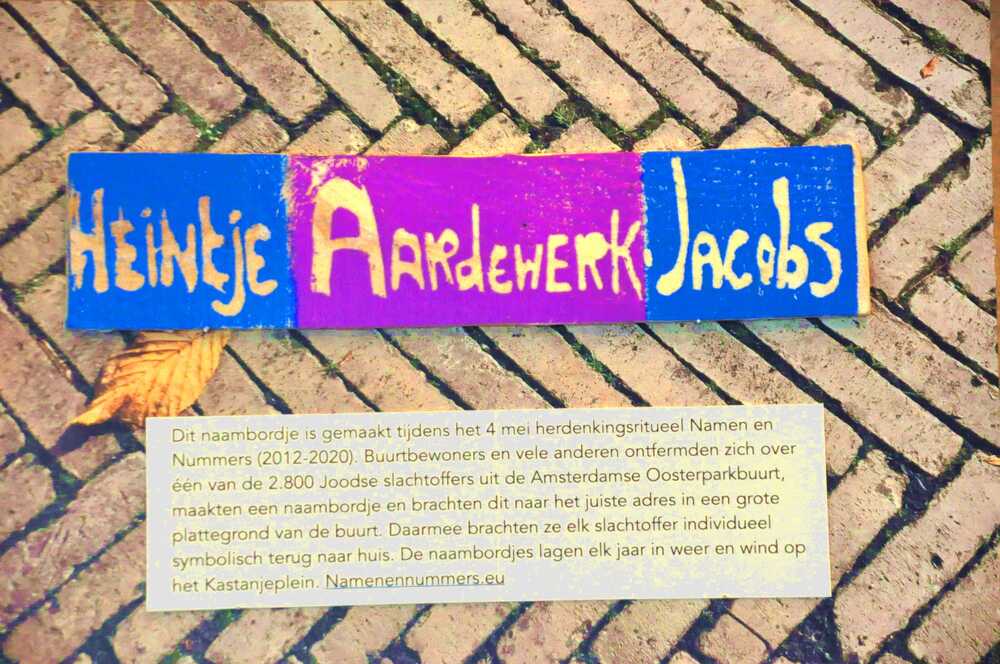 Heintje Aardewerk-Jacobs
Dit naambordje is gemaakt tijdens het 4 mei herdenkingsritueel Namen en
Nummers (2012-2020). Buurtbewoners en vele anderen ontfermden zich over
één van de 2.800 Joodse slachtoffers uit de Amsterdamse Oosterparkbuurt,
maakten een naambordje en brachten dit naar het juiste adres in een grote
plattegrond van de buurt. Daarmee brachten ze elk slachtoffer individueel
symbolisch terug naar huis. De naambordjes lagen elk jaar in weer en wind op
het Kastanjeplein. Namenennummers.eu